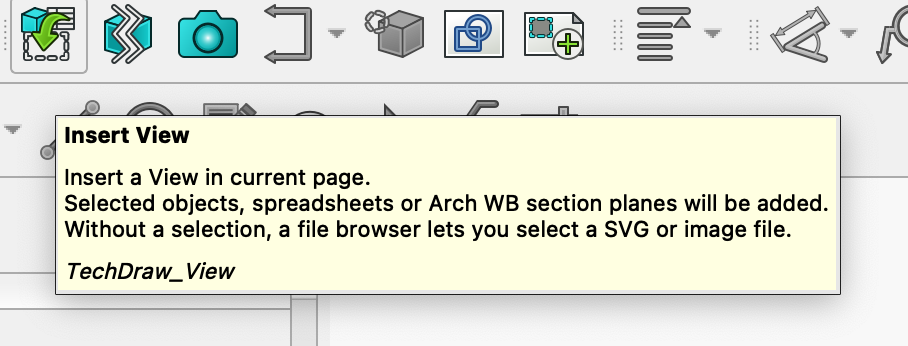 Insert View
Insert a View in current page.
Selected objects, spreadsheets or Arch WB section planes will be added.
Without a selection, a file browser lets you select a SVG or image file.
TechDraw_View